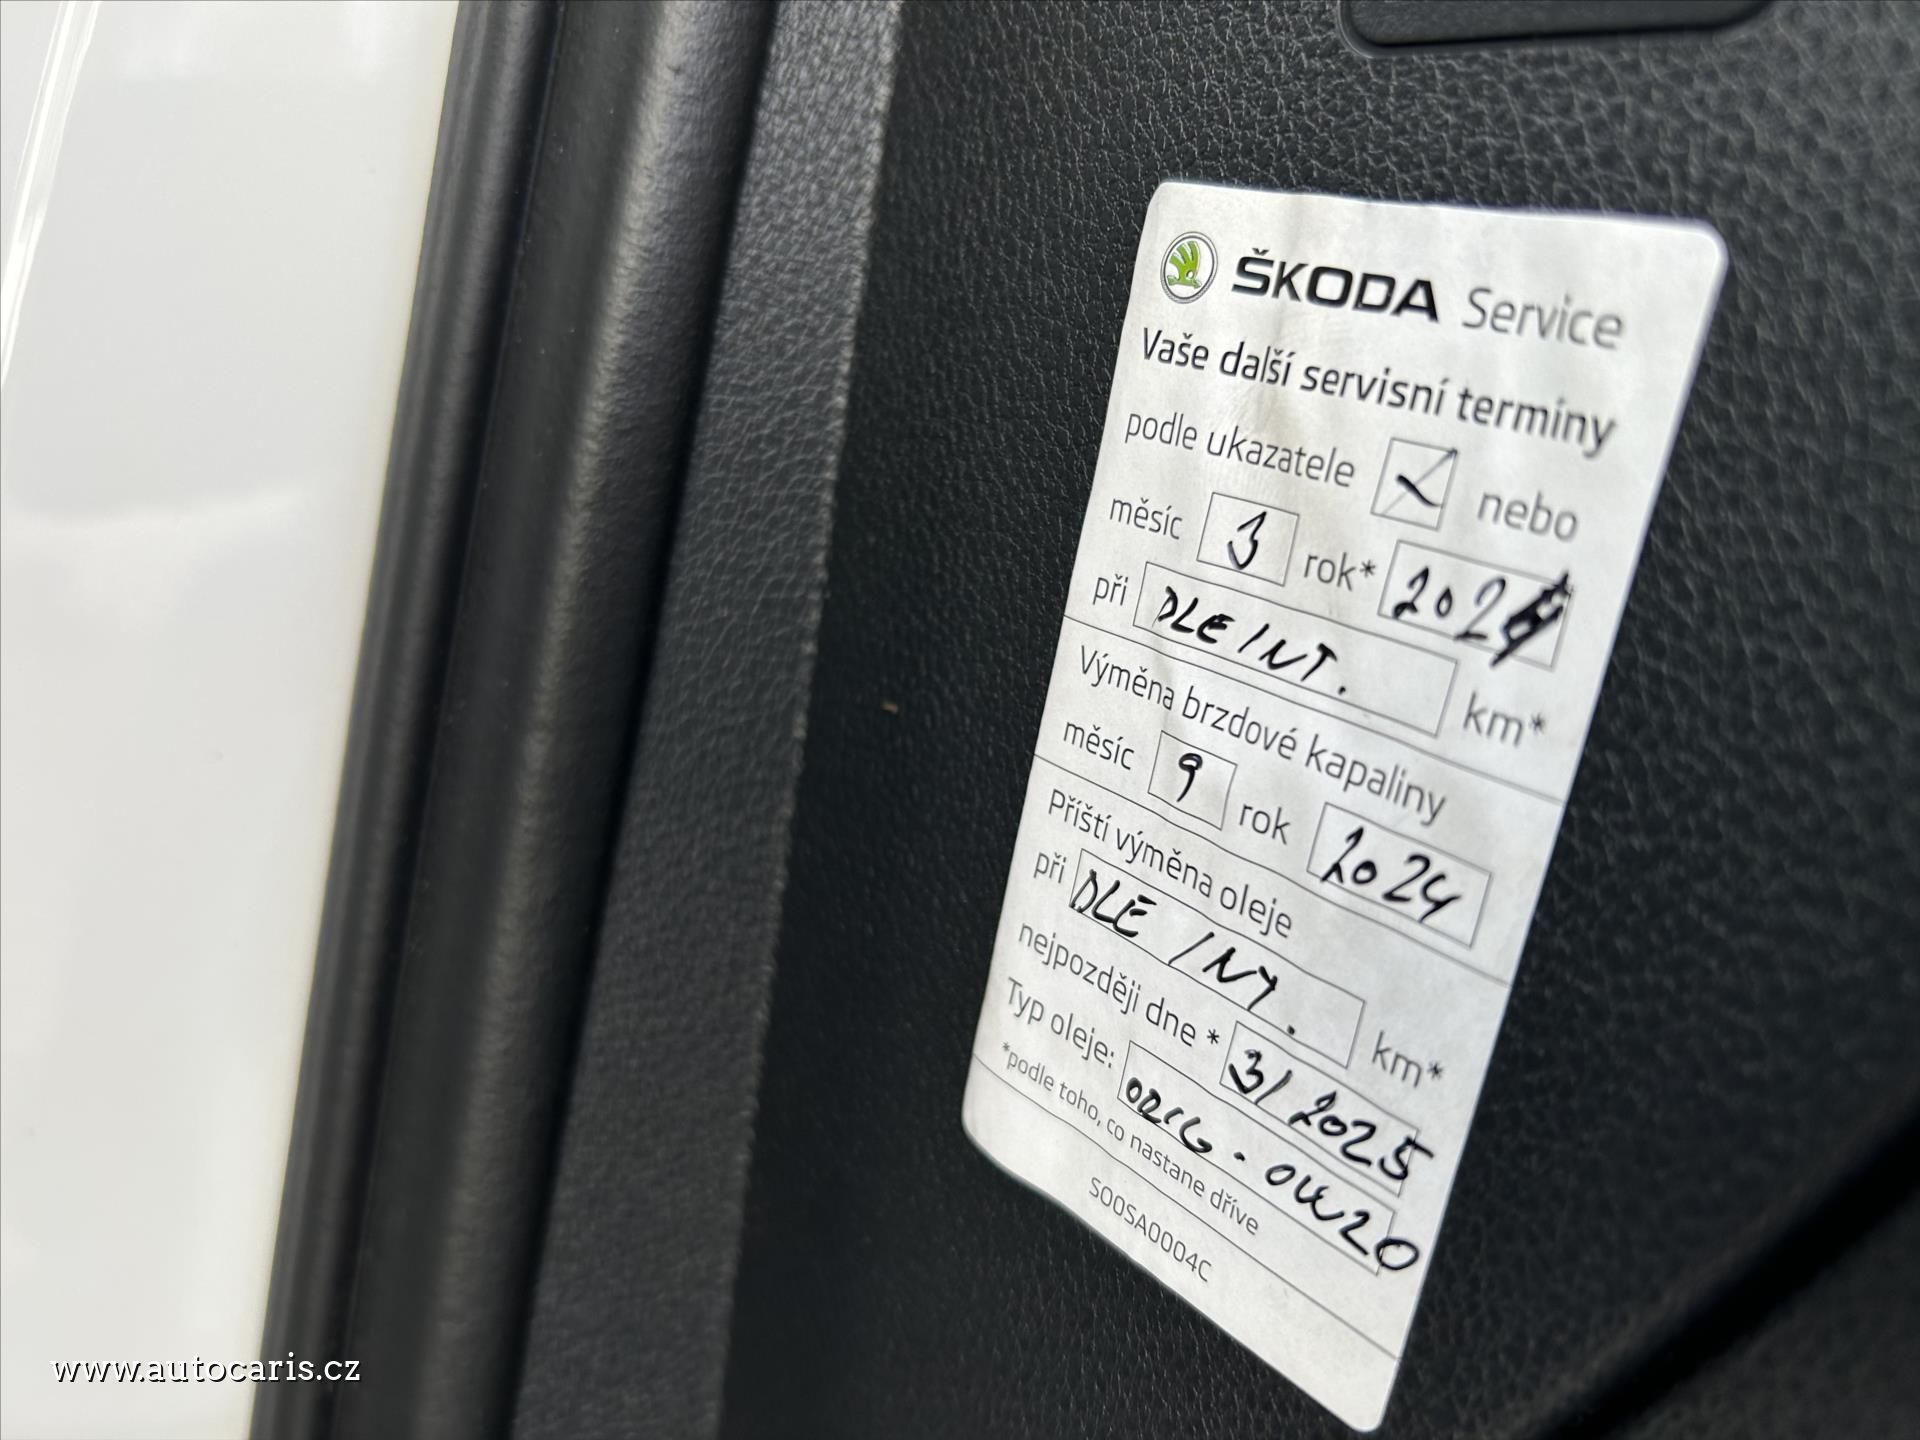 ŠKODA Service
Vaše další servisní termíny
podle ukazatele nebo
měsíc 3 rok*
při DLE INT. km*
Výměna brzdové kapaliny
měsíc 9 rok 2024
Příští výměna oleje
při DLE INT. km*
nejpozději dne * 3/2025
Typ oleje: ORIG - OW20
*podle toho, co nastane dříve
S00SA0004C
www.autocaris.cz